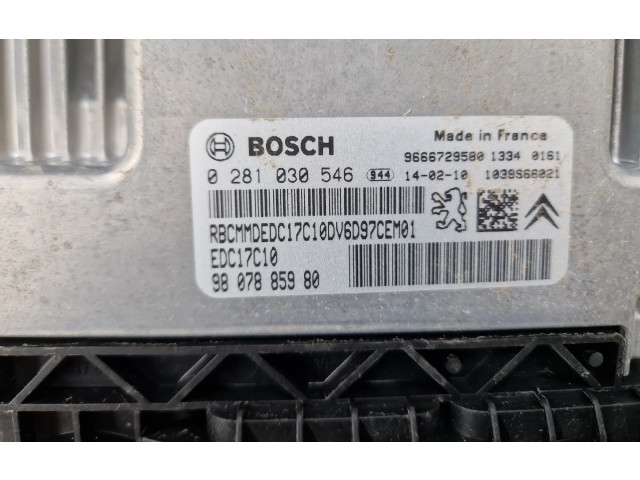 BOSCH
Made in France
9666729580 1334 0161
0 281 030 546 944 14-02-10 1039S66021
RBCMMDEDC17C10DV6D97CEM01
EDC17C10
98 078 859 80